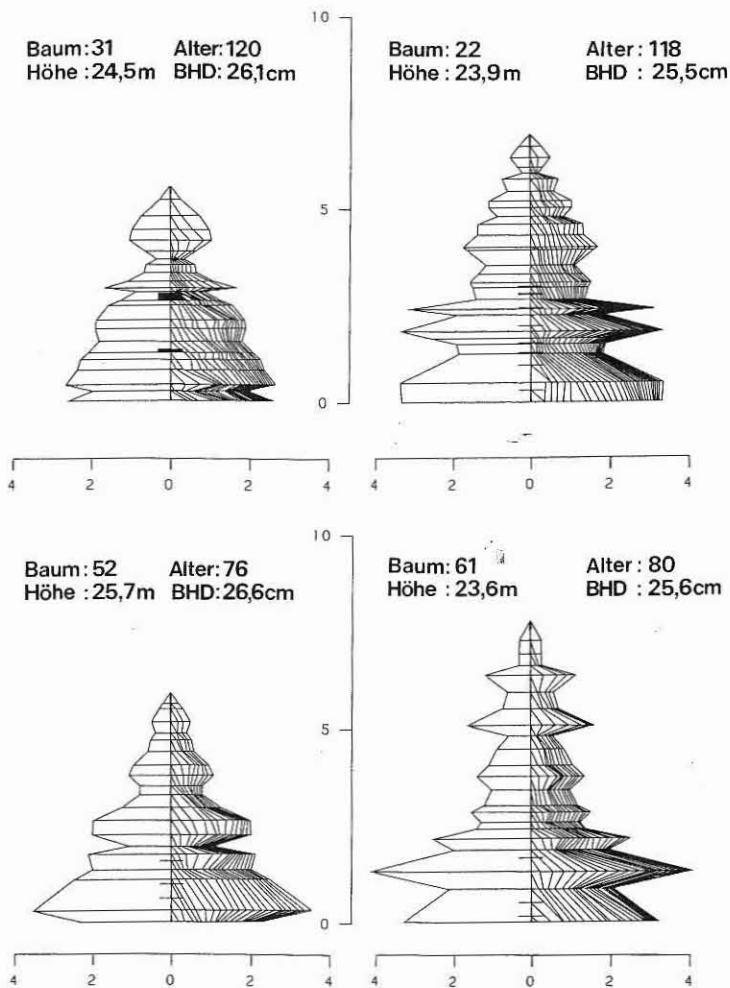 10
Baum: 31 Alter: 120
Höhe : 24,5m BHD: 26,1cm
Baum: 22 Alter : 118
Höhe : 23,9m BHD : 25,5cm
5
0
4 2 0 2 4
4 2 0 2 4
10
Baum: 52 Alter: 76
Höhe : 25,7m BHD: 26,6cm
Baum: 61 Alter : 80
Höhe : 23,6m BHD : 25,6cm
5
0
4 2 0 2 4
4 2 0 2 4